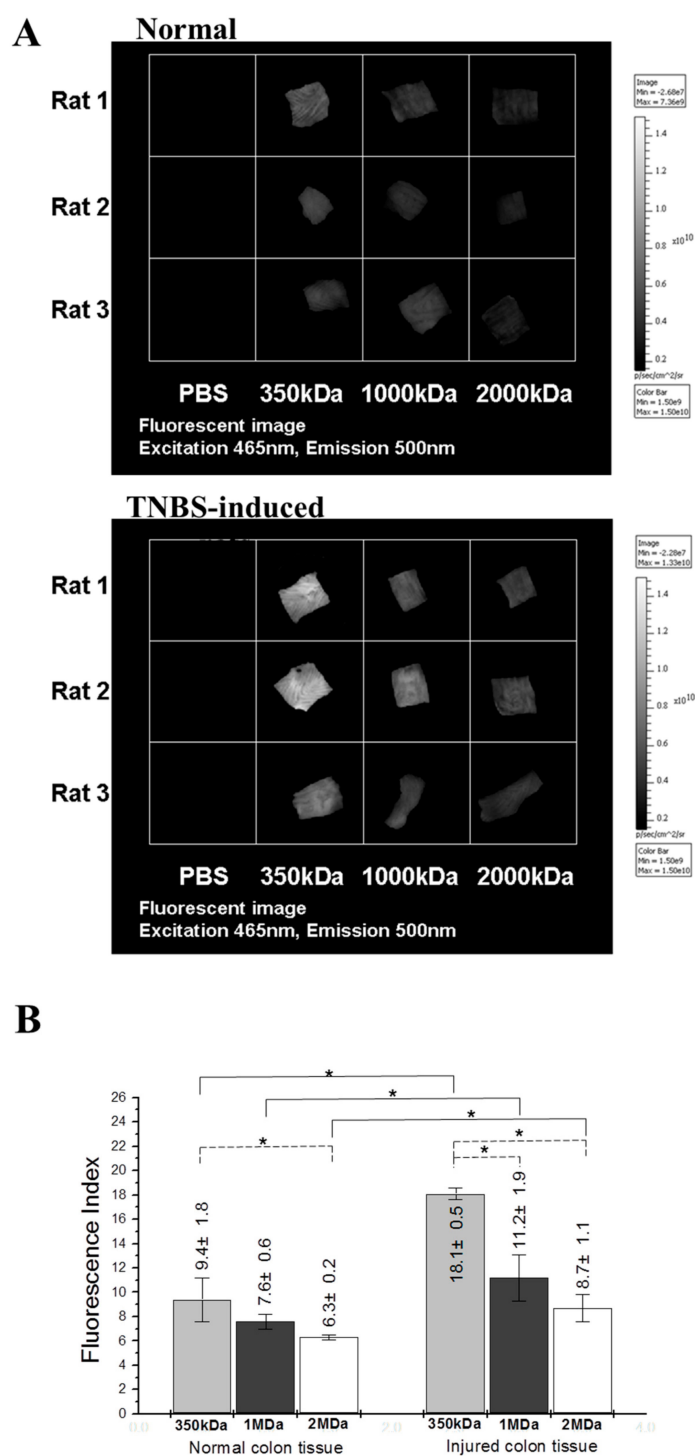 A
Normal
Rat 1
Rat 2
Rat 3
PBS 350kDa 1000kDa 2000kDa
Fluorescent image
Excitation 465nm, Emission 500nm
Image
Min = -2.68e7
Max = 7.36e9
1.4
1.2
1.0
x10^10
0.8
0.6
0.4
0.2
p/sec/cm^2/sr
Color Bar
Min = 1.50e9
Max = 1.50e10
TNBS-induced
Rat 1
Rat 2
Rat 3
PBS 350kDa 1000kDa 2000kDa
Fluorescent image
Excitation 465nm, Emission 500nm
Image
Min = -2.28e7
Max = 1.33e10
1.4
1.2
1.0
x10^10
0.8
0.6
0.4
0.2
p/sec/cm^2/sr
Color Bar
Min = 1.50e9
Max = 1.50e10
B
Fluorescence Index
26
24
22
20
18
16
14
12
10
8
6
4
2
0
*
*
*
*
*
*
9.4± 1.8
7.6± 0.6
6.3± 0.2
18.1± 0.5
11.2± 1.9
8.7± 1.1
0.0 2.0 4.0
350kDa 1MDa 2MDa 350kDa 1MDa 2MDa
Normal colon tissue Injured colon tissue